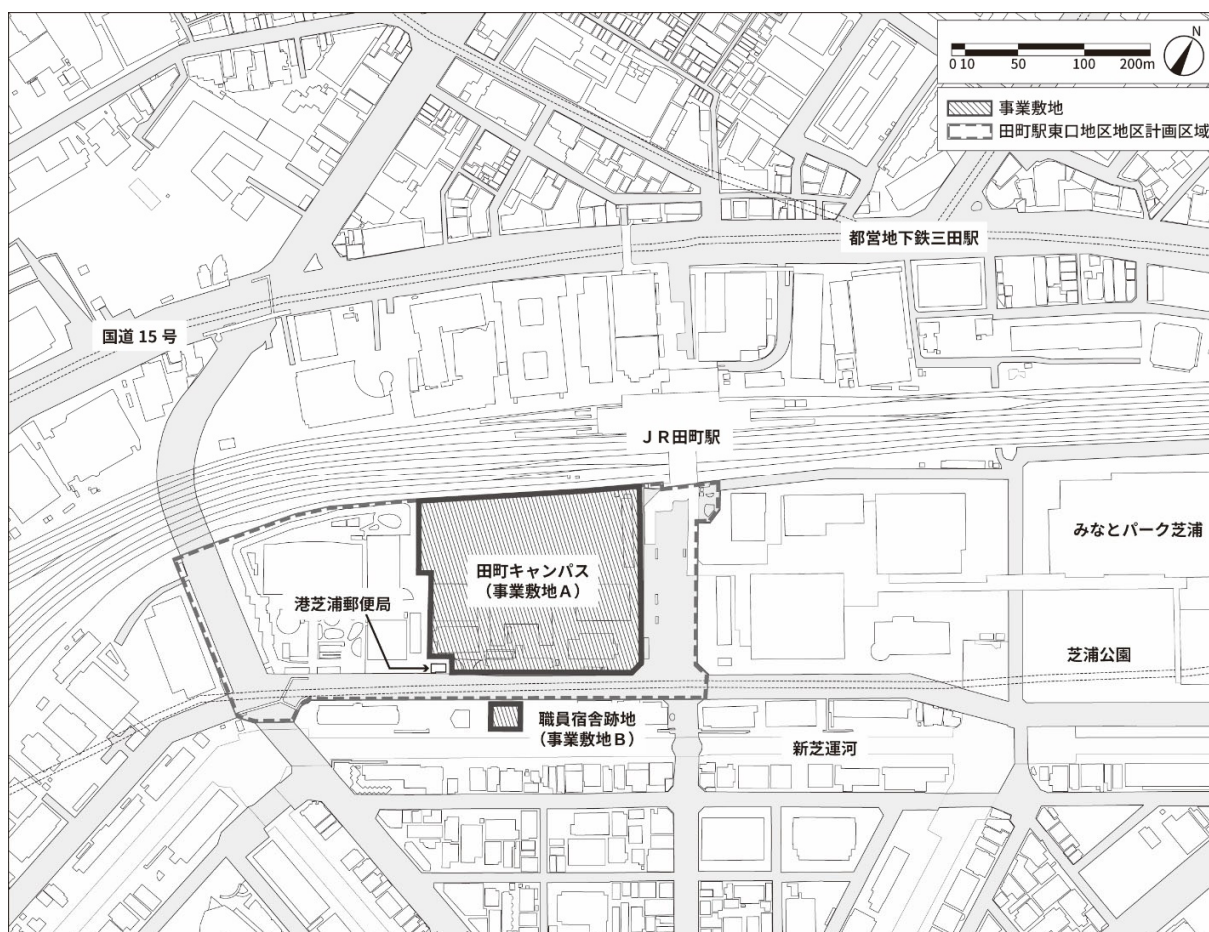 N
0 10 50 100 200m
事業敷地
田町駅東口地区地区計画区域
都営地下鉄三田駅
国道 15 号
JR田町駅
みなとパーク芝浦
田町キャンパス
（事業敷地A）
港芝浦郵便局
芝浦公園
職員宿舎跡地
（事業敷地B）
新芝運河